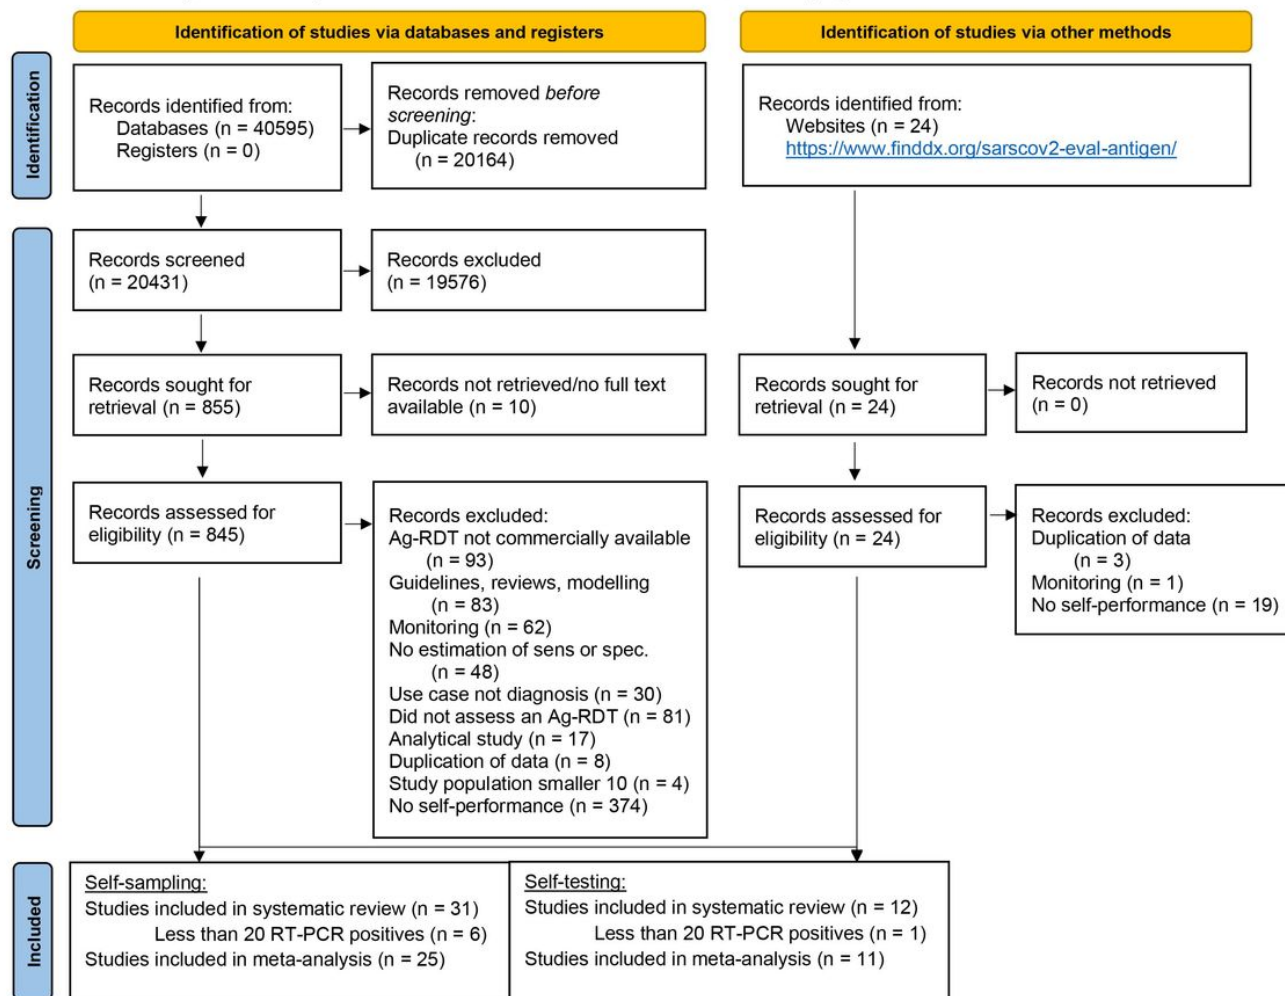 Identification of studies via databases and registers
Identification of studies via other methods
Identification
Records identified from:
Databases (n = 40595)
Registers (n = 0)
Records removed before
screening:
Duplicate records removed
(n = 20164)
Records identified from:
Websites (n = 24)
https://www.finddx.org/sarscov2-eval-antigen/
Screening
Records screened
(n = 20431)
Records excluded
(n = 19576)
Records sought for
retrieval (n = 855)
Records not retrieved/no full text
available (n = 10)
Records sought for
retrieval (n = 24)
Records not retrieved
(n = 0)
Records assessed for
eligibility (n = 845)
Records excluded:
Ag-RDT not commercially available
(n = 93)
Guidelines, reviews, modelling
(n = 83)
Monitoring (n = 62)
No estimation of sens or spec.
(n = 48)
Use case not diagnosis (n = 30)
Did not assess an Ag-RDT (n = 81)
Analytical study (n = 17)
Duplication of data (n = 8)
Study population smaller 10 (n = 4)
No self-performance (n = 374)
Records assessed for
eligibility (n = 24)
Records excluded:
Duplication of data
(n = 3)
Monitoring (n = 1)
No self-performance (n = 19)
Included
Self-sampling:
Studies included in systematic review (n = 31)
Less than 20 RT-PCR positives (n = 6)
Studies included in meta-analysis (n = 25)
Self-testing:
Studies included in systematic review (n = 12)
Less than 20 RT-PCR positives (n = 1)
Studies included in meta-analysis (n = 11)